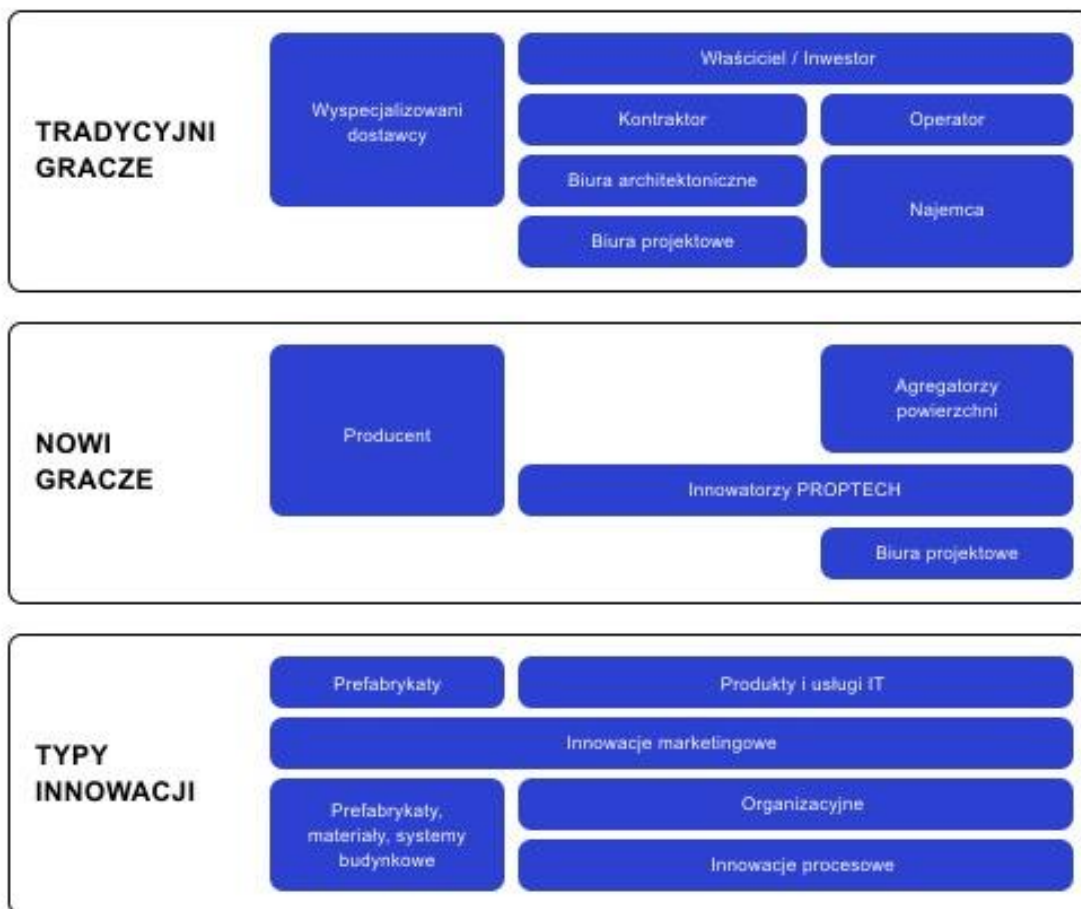 TRADYCYJNI
GRACZE
Wyspecjalizowani
dostawcy
Właściciel / Inwestor
Kontraktor
Operator
Biura architektoniczne
Najemca
Biura projektowe
NOWI
GRACZE
Producent
Agregatorzy
powierzchni
Innowatorzy PROPTECH
Biura projektowe
TYPY
INNOWACJI
Prefabrykaty
Produkty i usługi IT
Innowacje marketingowe
Prefabrykaty,
materiały, systemy
budynkowe
Organizacyjne
Innowacje procesowe